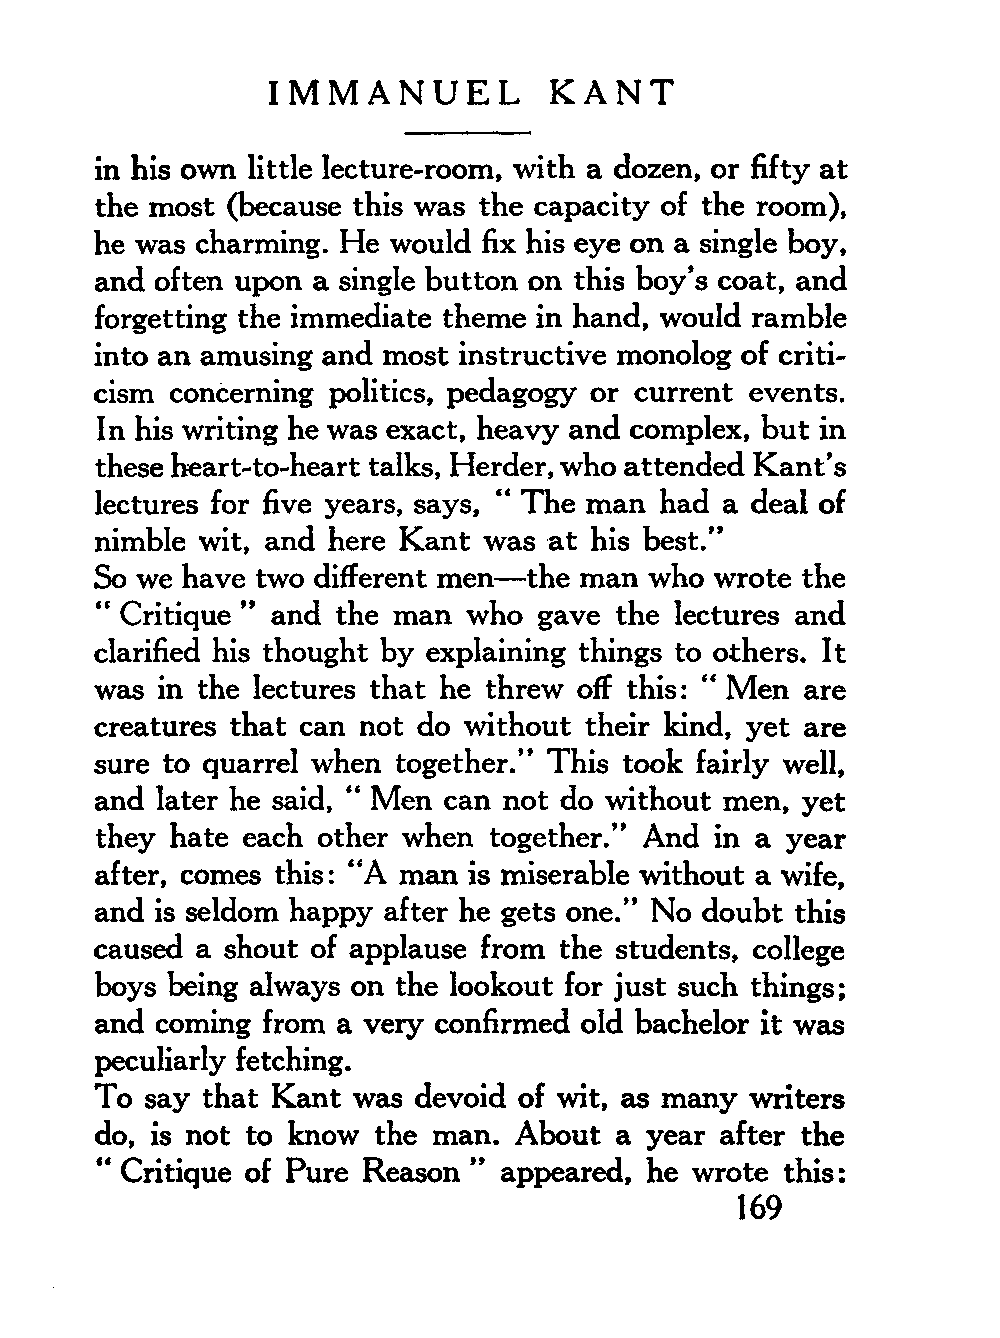 IMMANUEL KANT
in his own little lecture-room, with a dozen, or fifty at
the most (because this was the capacity of the room),
he was charming. He would fix his eye on a single boy,
and often upon a single button on this boy's coat, and
forgetting the immediate theme in hand, would ramble
into an amusing and most instructive monolog of criti-
cism concerning politics, pedagogy or current events.
In his writing he was exact, heavy and complex, but in
these heart-to-heart talks, Herder, who attended Kant's
lectures for five years, says, “ The man had a deal of
nimble wit, and here Kant was at his best.”
So we have two different men—the man who wrote the
“ Critique ” and the man who gave the lectures and
clarified his thought by explaining things to others. It
was in the lectures that he threw off this: “ Men are
creatures that can not do without their kind, yet are
sure to quarrel when together.” This took fairly well,
and later he said, “ Men can not do without men, yet
they hate each other when together.” And in a year
after, comes this: “A man is miserable without a wife,
and is seldom happy after he gets one.” No doubt this
caused a shout of applause from the students, college
boys being always on the lookout for just such things;
and coming from a very confirmed old bachelor it was
peculiarly fetching.
To say that Kant was devoid of wit, as many writers
do, is not to know the man. About a year after the
“ Critique of Pure Reason ” appeared, he wrote this:
169